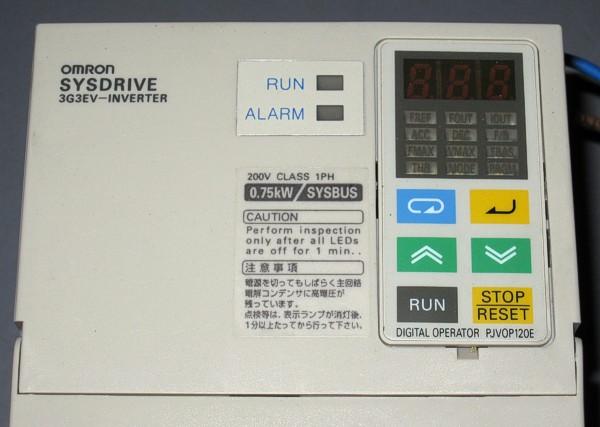 OMRON
SYSDRIVE
3G3EV-INVERTER
RUN
ALARM
200V CLASS 1PH
0.75kW/SYSBUS
CAUTION
Perform inspection
only after all LEDs
are off for 1 min..
注意事項
電源を切ってもしばらく主回路
電解コンデンサに高電圧が
残っています。
点検等は、表示ランプが消灯後、
1分以上たってから行って下さい。
FREF FOUT IOUT
ACC DEC F/R
FMAX VMAX VBAS
THR MODE PRGM
RUN
STOP
RESET
DIGITAL OPERATOR PJVOP120E